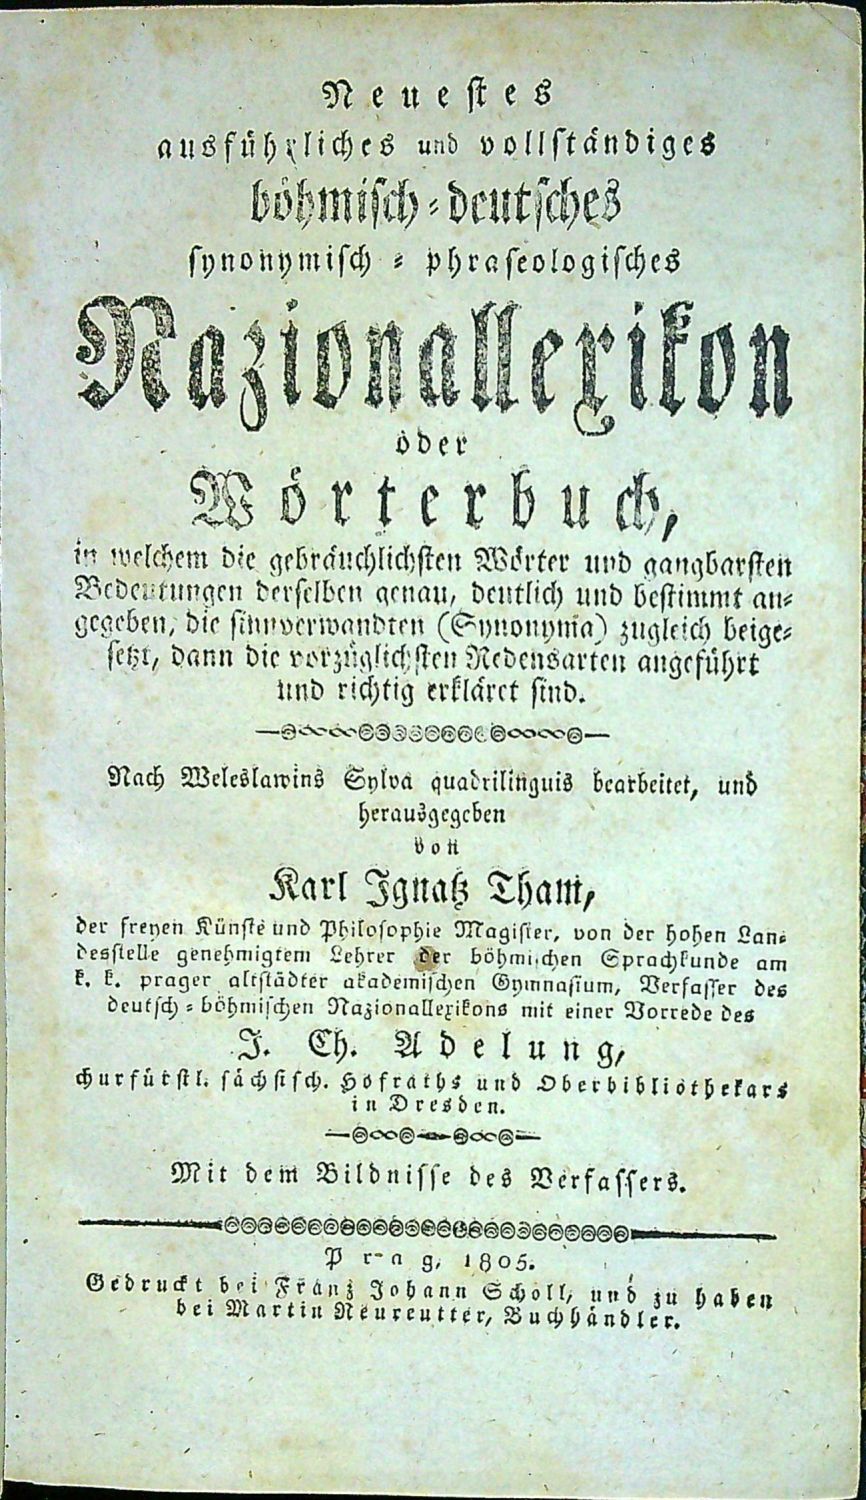 Neuestes
ausführliches und vollständiges
böhmisch-deutsches
synonymisch-phraseologisches
Nazionallexikon
oder
Wörterbuch,
in welchem die gebräuchlichsten Wörter und gangbarsten
Bedeutungen derselben genau, deutlich und bestimmt an-
gegeben, die sinnverwandten (Synonyma) zugleich beige-
setzt, dann die vorzüglichsten Redensarten angeführt
und richtig erkläret sind.
Nach Weleslawins Sylva quadrilinguis bearbeitet, und
herausgegeben
von
Karl Ignatz Tham,
der freyen Künste und Philosophie Magister, von der hohen Lan-
desstelle genehmigtem Lehrer der böhmischen Sprachkunde am
k. k. prager altstädter akademischen Gymnasium, Verfasser des
deutsch-böhmischen Nazionallexikons mit einer Vorrede des
J. Ch. Adelung,
churfürstl. sächsisch. Hofraths und Oberbibliothekars
in Dresden.
Mit dem Bildnisse des Verfassers.
Prag, 1805.
Gedruckt bei Franz Johann Scholl, und zu haben
bei Martin Neureutter, Buchhändler.